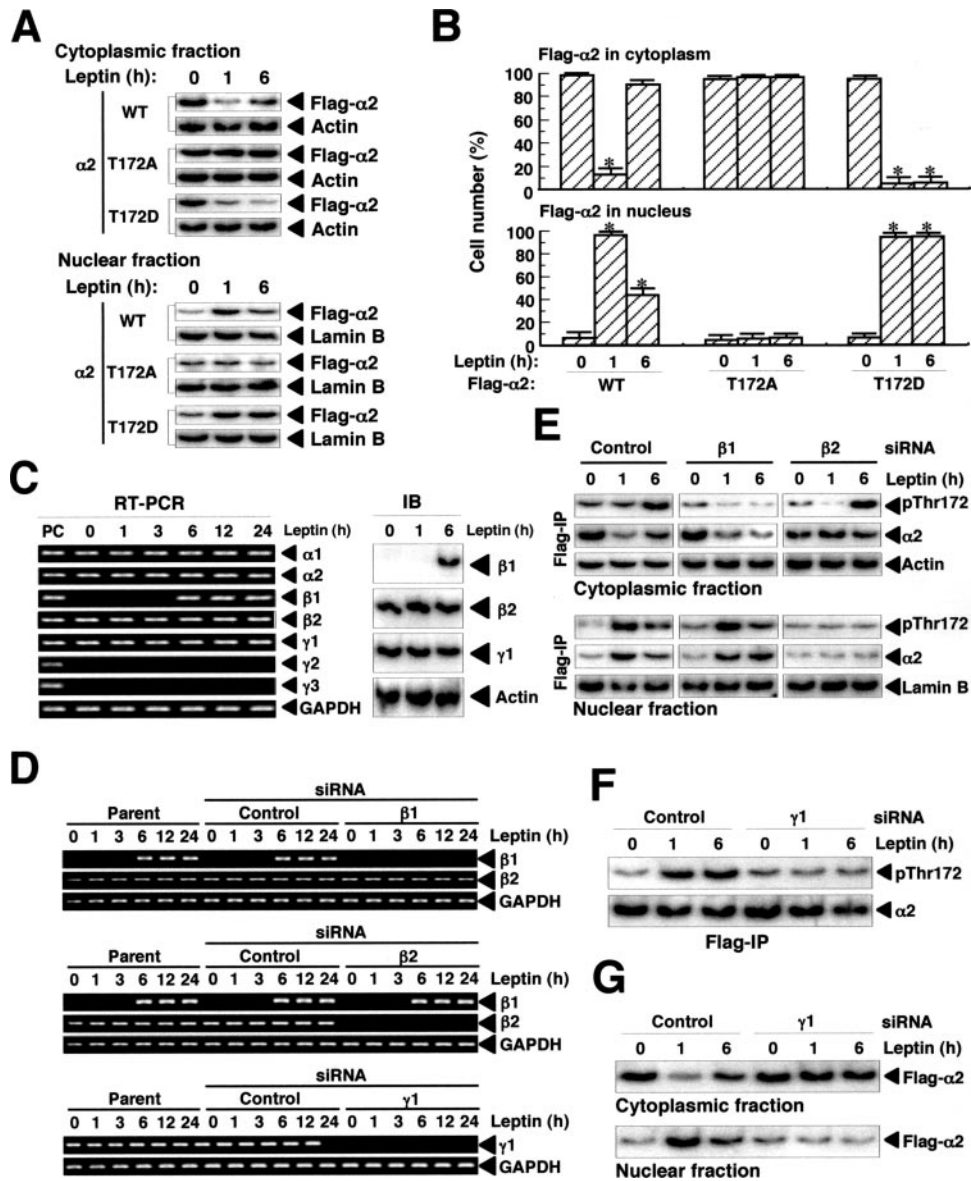 A
Cytoplasmic fraction
Leptin (h): 0 1 6
α2
WT
Flag-α2
Actin
T172A
Flag-α2
Actin
T172D
Flag-α2
Actin
Nuclear fraction
Leptin (h): 0 1 6
α2
WT
Flag-α2
Lamin B
T172A
Flag-α2
Lamin B
T172D
Flag-α2
Lamin B
B
Flag-α2 in cytoplasm
100
80
60
40
20
0
* * *
Cell number (%)
Flag-α2 in nucleus
100
80
60
40
20
0
* * * *
Leptin (h): 0 1 6 0 1 6 0 1 6
Flag-α2: WT T172A T172D
C
RT-PCR
PC 0 1 3 6 12 24 Leptin (h)
α1
α2
β1
β2
γ1
γ2
γ3
GAPDH
IB
0 1 6 Leptin (h)
β1
β2
γ1
Actin
D
siRNA
Parent Control β1
0 1 3 6 12 24 0 1 3 6 12 24 0 1 3 6 12 24 Leptin (h)
β1
β2
GAPDH
siRNA
Parent Control β2
0 1 3 6 12 24 0 1 3 6 12 24 0 1 3 6 12 24 Leptin (h)
β1
β2
GAPDH
siRNA
Parent Control γ1
0 1 3 6 12 24 0 1 3 6 12 24 0 1 3 6 12 24 Leptin (h)
γ1
GAPDH
E
Control β1 β2 siRNA
0 1 6 0 1 6 0 1 6 Leptin (h)
Flag-IP
pThr172
α2
Actin
Cytoplasmic fraction
Flag-IP
pThr172
α2
Lamin B
Nuclear fraction
F
Control γ1 siRNA
0 1 6 0 1 6 Leptin (h)
pThr172
α2
Flag-IP
G
Control γ1 siRNA
0 1 6 0 1 6 Leptin (h)
Flag-α2
Cytoplasmic fraction
Flag-α2
Nuclear fraction